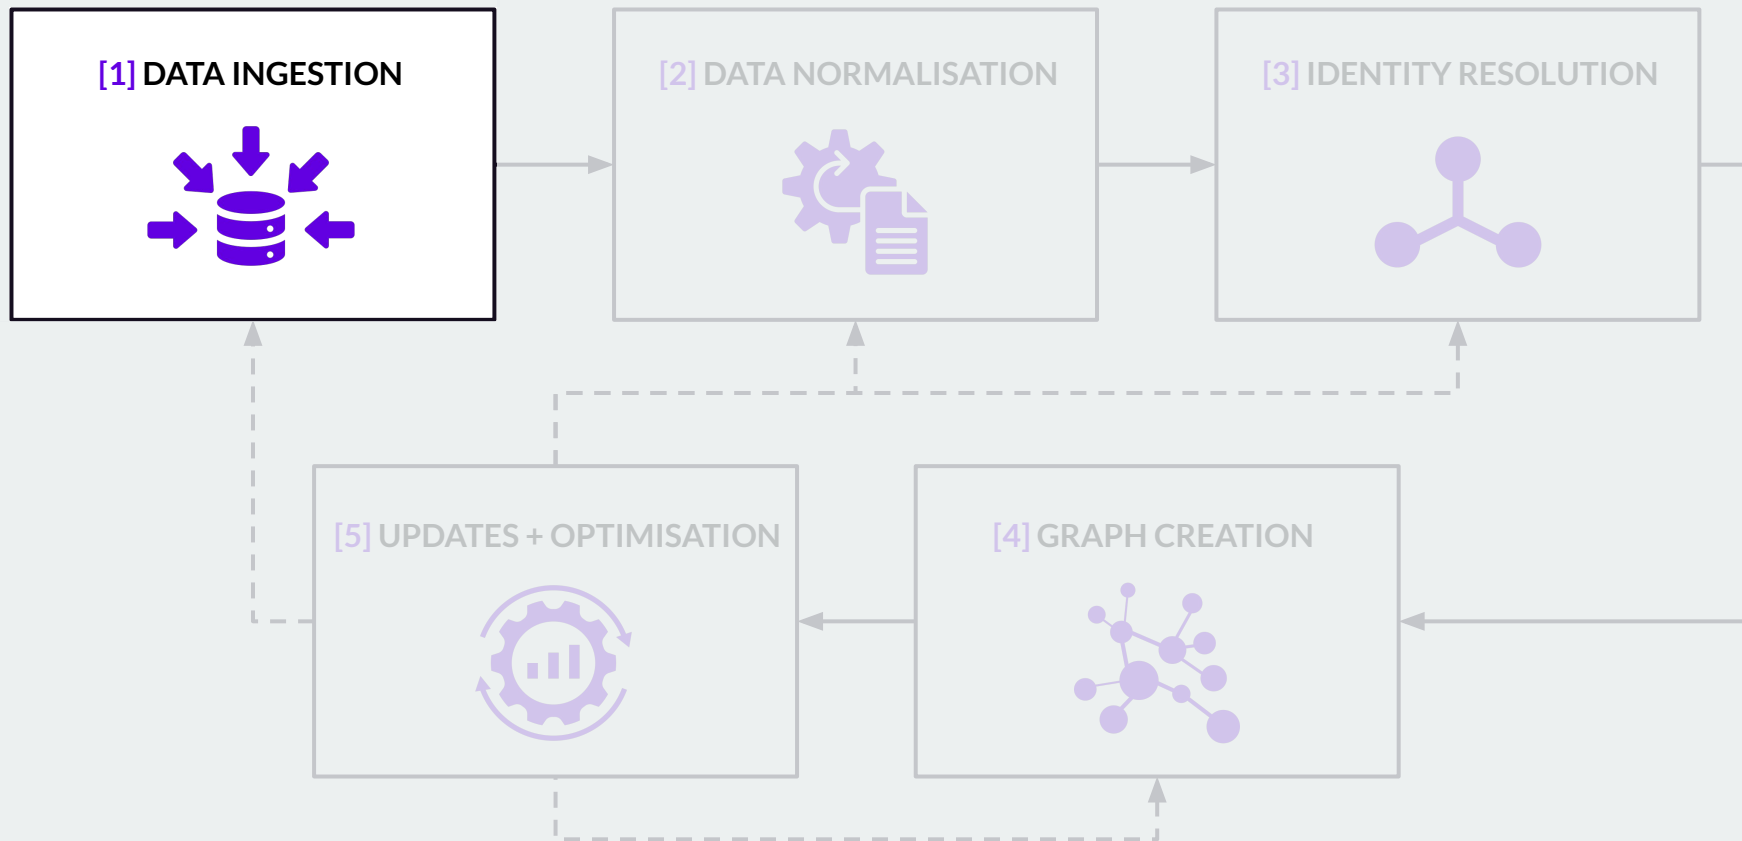 [1] DATA INGESTION
[2] DATA NORMALISATION
[3] IDENTITY RESOLUTION
[5] UPDATES + OPTIMISATION
[4] GRAPH CREATION